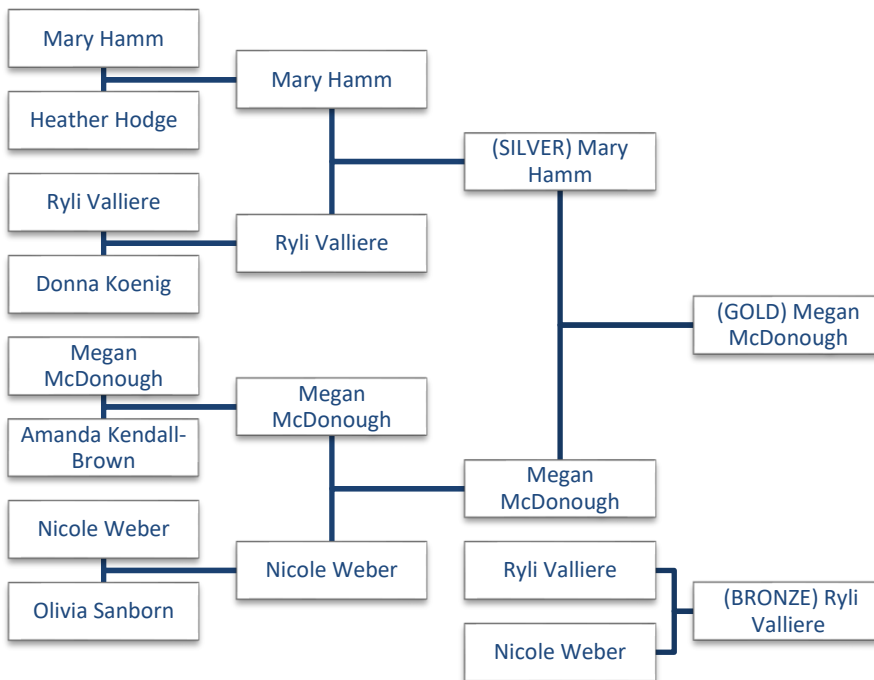 Mary Hamm
Heather Hodge
Ryli Valliere
Donna Koenig
Megan
McDonough
Amanda Kendall-
Brown
Nicole Weber
Olivia Sanborn
Mary Hamm
Ryli Valliere
Megan
McDonough
Nicole Weber
(SILVER) Mary
Hamm
Megan
McDonough
Ryli Valliere
Nicole Weber
(GOLD) Megan
McDonough
(BRONZE) Ryli
Valliere